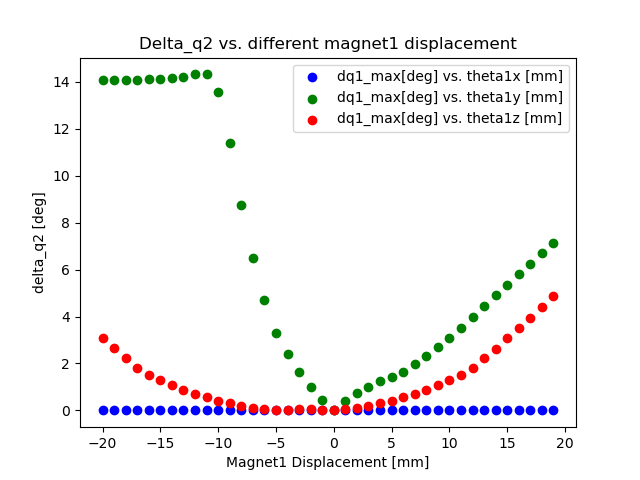 Delta_q2 vs. different magnet1 displacement
dq1_max[deg] vs. theta1x [mm]
dq1_max[deg] vs. theta1y [mm]
dq1_max[deg] vs. theta1z [mm]
delta_q2 [deg]
14
12
10
8
6
4
2
0
−20 −15 −10 −5 0 5 10 15 20
Magnet1 Displacement [mm]